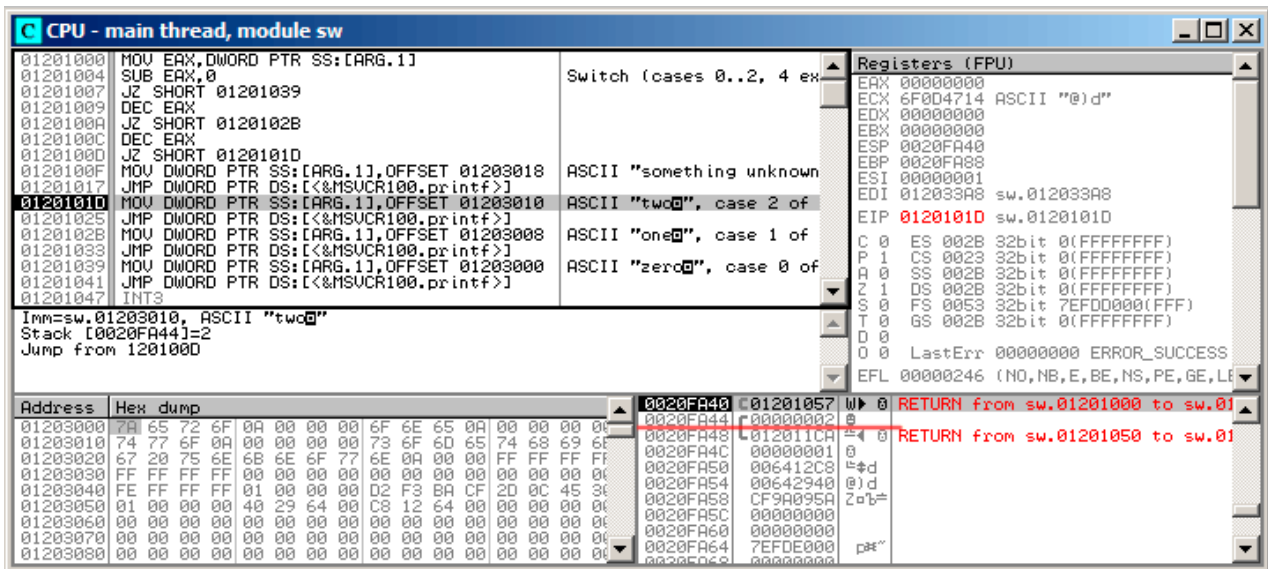 C CPU - main thread, module sw
01201000 MOV EAX,DWORD PTR SS:[ARG.1]
01201004 SUB EAX,0 Switch (cases 0..2, 4 ex
01201007 JZ SHORT 01201039
01201009 DEC EAX
0120100A JZ SHORT 0120102B
0120100C DEC EAX
0120100D JZ SHORT 0120101D
0120100F MOV DWORD PTR SS:[ARG.1],OFFSET 01203018 ASCII "something unknown
01201017 JMP DWORD PTR DS:[<&MSVCR100.printf>]
0120101D MOV DWORD PTR SS:[ARG.1],OFFSET 01203010 ASCII "two◘", case 2 of
01201025 JMP DWORD PTR DS:[<&MSVCR100.printf>]
0120102B MOV DWORD PTR SS:[ARG.1],OFFSET 01203008 ASCII "one◘", case 1 of
01201033 JMP DWORD PTR DS:[<&MSVCR100.printf>]
01201039 MOV DWORD PTR SS:[ARG.1],OFFSET 01203000 ASCII "zero◘", case 0 of
01201041 JMP DWORD PTR DS:[<&MSVCR100.printf>]
01201047 INT3
Imm=sw.01203010, ASCII "two◘"
Stack [0020FA44]=2
Jump from 120100D
Registers (FPU)
EAX 00000000
ECX 6F0D4714 ASCII "@)d"
EDX 00000000
EBX 00000000
ESP 0020FA40
EBP 0020FA88
ESI 00000001
EDI 012033A8 sw.012033A8
EIP 0120101D sw.0120101D
C 0 ES 002B 32bit 0(FFFFFFFF)
P 1 CS 0023 32bit 0(FFFFFFFF)
A 0 SS 002B 32bit 0(FFFFFFFF)
Z 1 DS 002B 32bit 0(FFFFFFFF)
S 0 FS 0053 32bit 7EFDD000(FFF)
T 0 GS 002B 32bit 0(FFFFFFFF)
D 0
O 0 LastErr 00000000 ERROR_SUCCESS
EFL 00000246 (NO,NB,E,BE,NS,PE,GE,LE
Address Hex dump
01203000 7A 65 72 6F 0A 00 00 00 6F 6E 65 0A 00 00 00 00
01203010 74 77 6F 0A 00 00 00 00 73 6F 6D 65 74 68 69 6E
01203020 67 20 75 6E 6B 6E 6F 77 6E 0A 00 00 FF FF FF FF
01203030 FF FF FF FF 00 00 00 00 00 00 00 00 00 00 00 00
01203040 FE FF FF FF 01 00 00 00 D2 F3 BA CF 2D 0C 45 30
01203050 01 00 00 00 40 29 64 00 C8 12 64 00 00 00 00 00
01203060 00 00 00 00 00 00 00 00 00 00 00 00 00 00 00 00
01203070 00 00 00 00 00 00 00 00 00 00 00 00 00 00 00 00
01203080 00 00 00 00 00 00 00 00 00 00 00 00 00 00 00 00
0020FA40 01201057 W► RETURN from sw.01201000 to sw.01
0020FA44 00000002
0020FA48 012011CA RETURN from sw.01201050 to sw.01
0020FA4C 00000001
0020FA50 006412C8 ╚‡d
0020FA54 00642940 @)d
0020FA58 CF9A095A
0020FA5C 00000000
0020FA60 00000000
0020FA64 7EFDE000
0020FA68 00000000